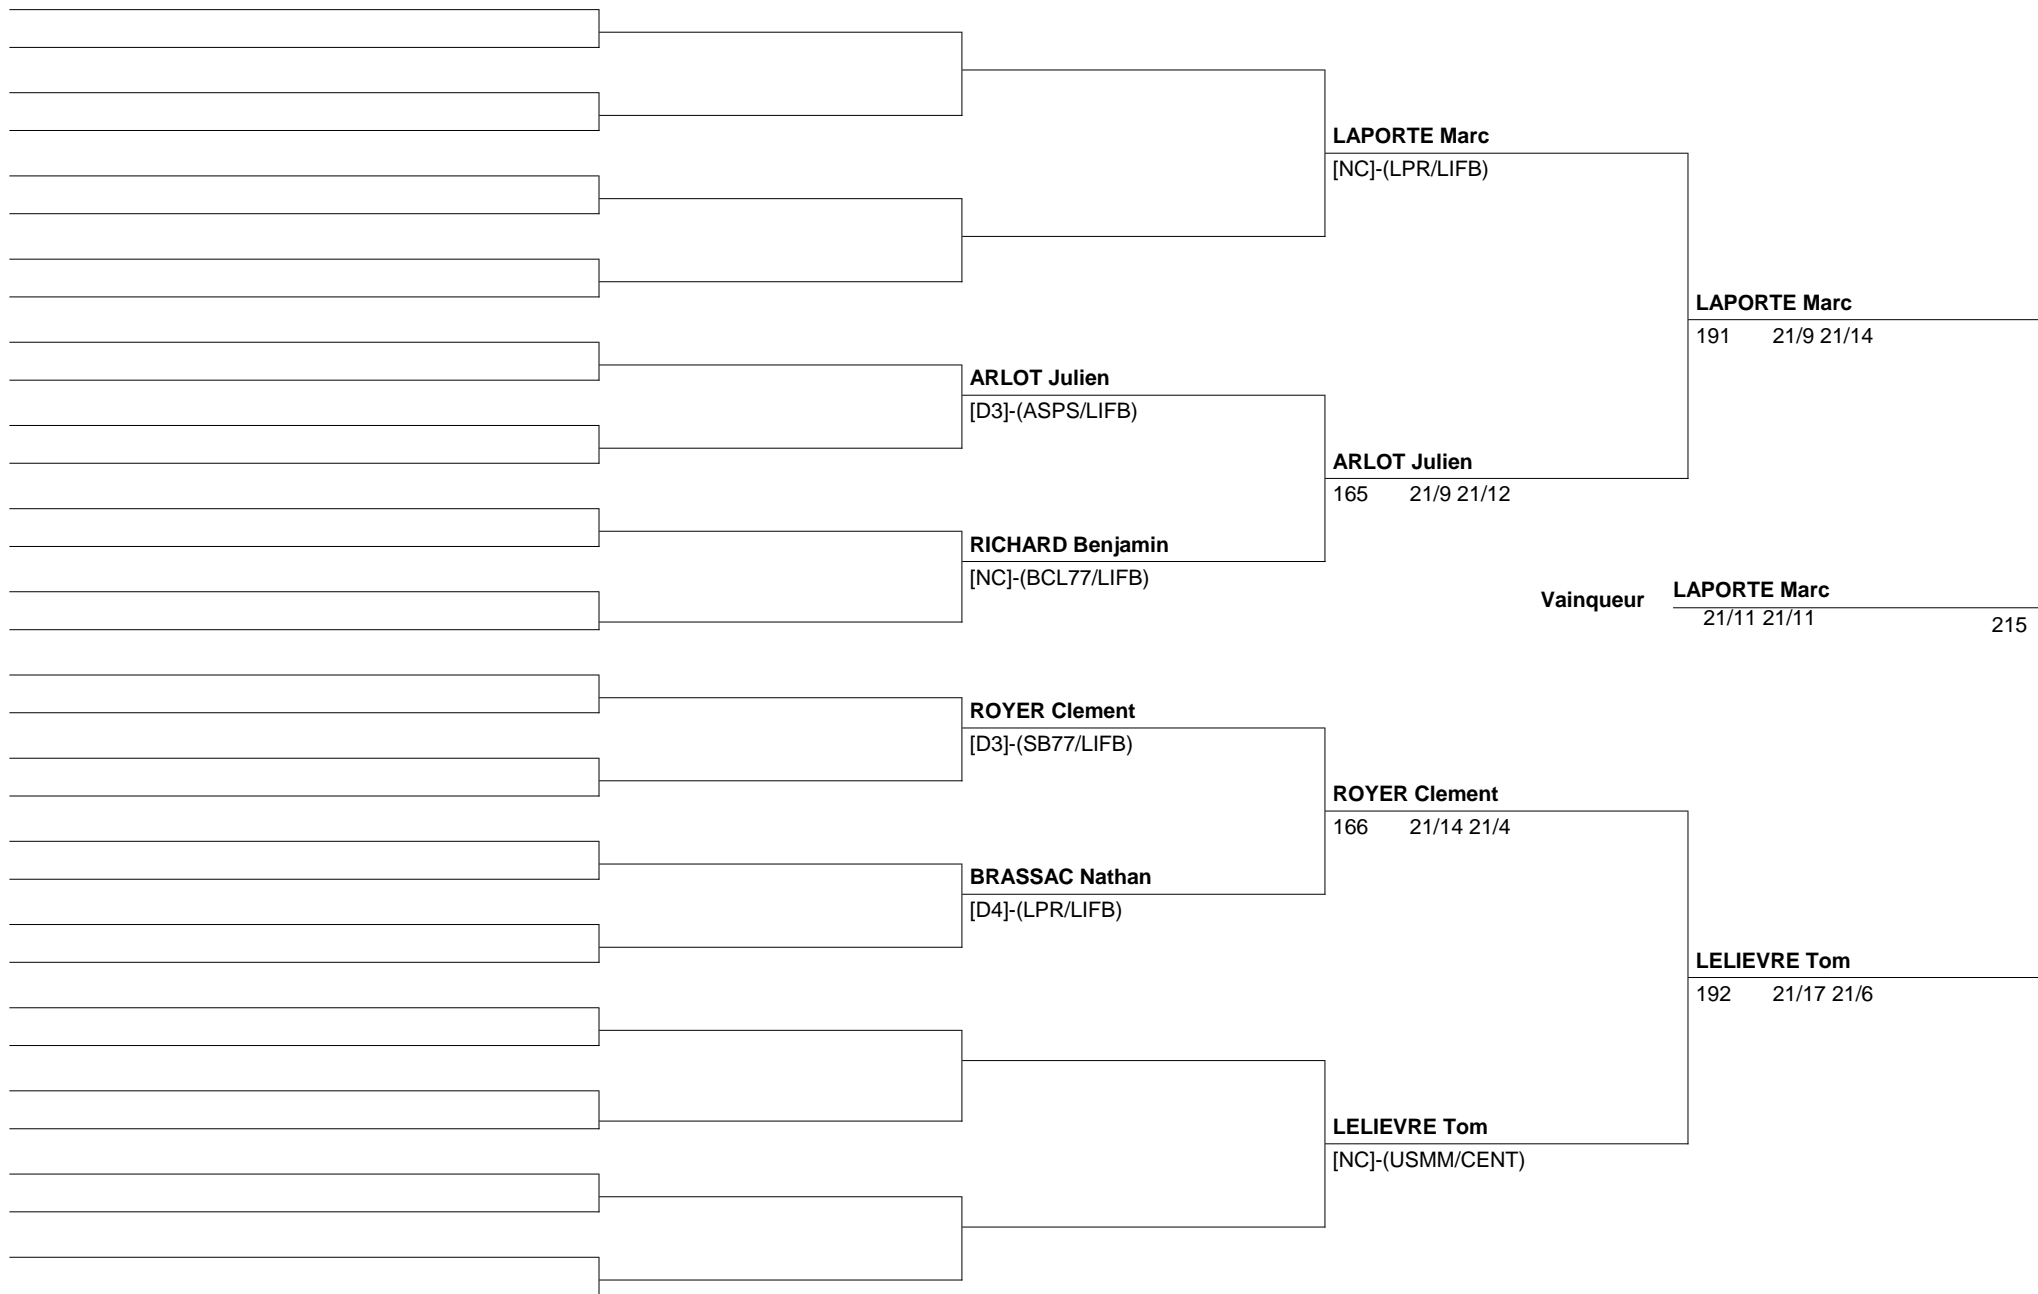 LAPORTE Marc
[NC]-(LPR/LIFB)
LAPORTE Marc
191 21/9 21/14
ARLOT Julien
[D3]-(ASPS/LIFB)
ARLOT Julien
165 21/9 21/12
RICHARD Benjamin
[NC]-(BCL77/LIFB)
Vainqueur LAPORTE Marc
21/11 21/11 215
ROYER Clement
[D3]-(SB77/LIFB)
ROYER Clement
166 21/14 21/4
BRASSAC Nathan
[D4]-(LPR/LIFB)
LELIEVRE Tom
192 21/17 21/6
LELIEVRE Tom
[NC]-(USMM/CENT)